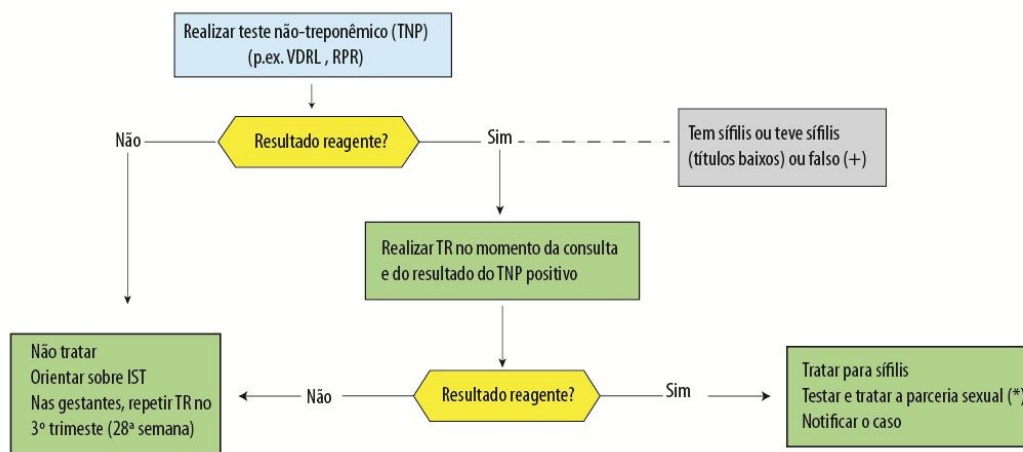 Realizar teste não-treponêmico (TNP)
(p.ex. VDRL , RPR)
Não
Resultado reagente?
Sim
Tem sífilis ou teve sífilis
(títulos baixos) ou falso (+)
Realizar TR no momento da consulta
e do resultado do TNP positivo
Não tratar
Orientar sobre IST
Nas gestantes, repetir TR no
3º trimestre (28ª semana)
Não
Resultado reagente?
Sim
Tratar para sífilis
Testar e tratar a parceria sexual (*)
Notificar o caso